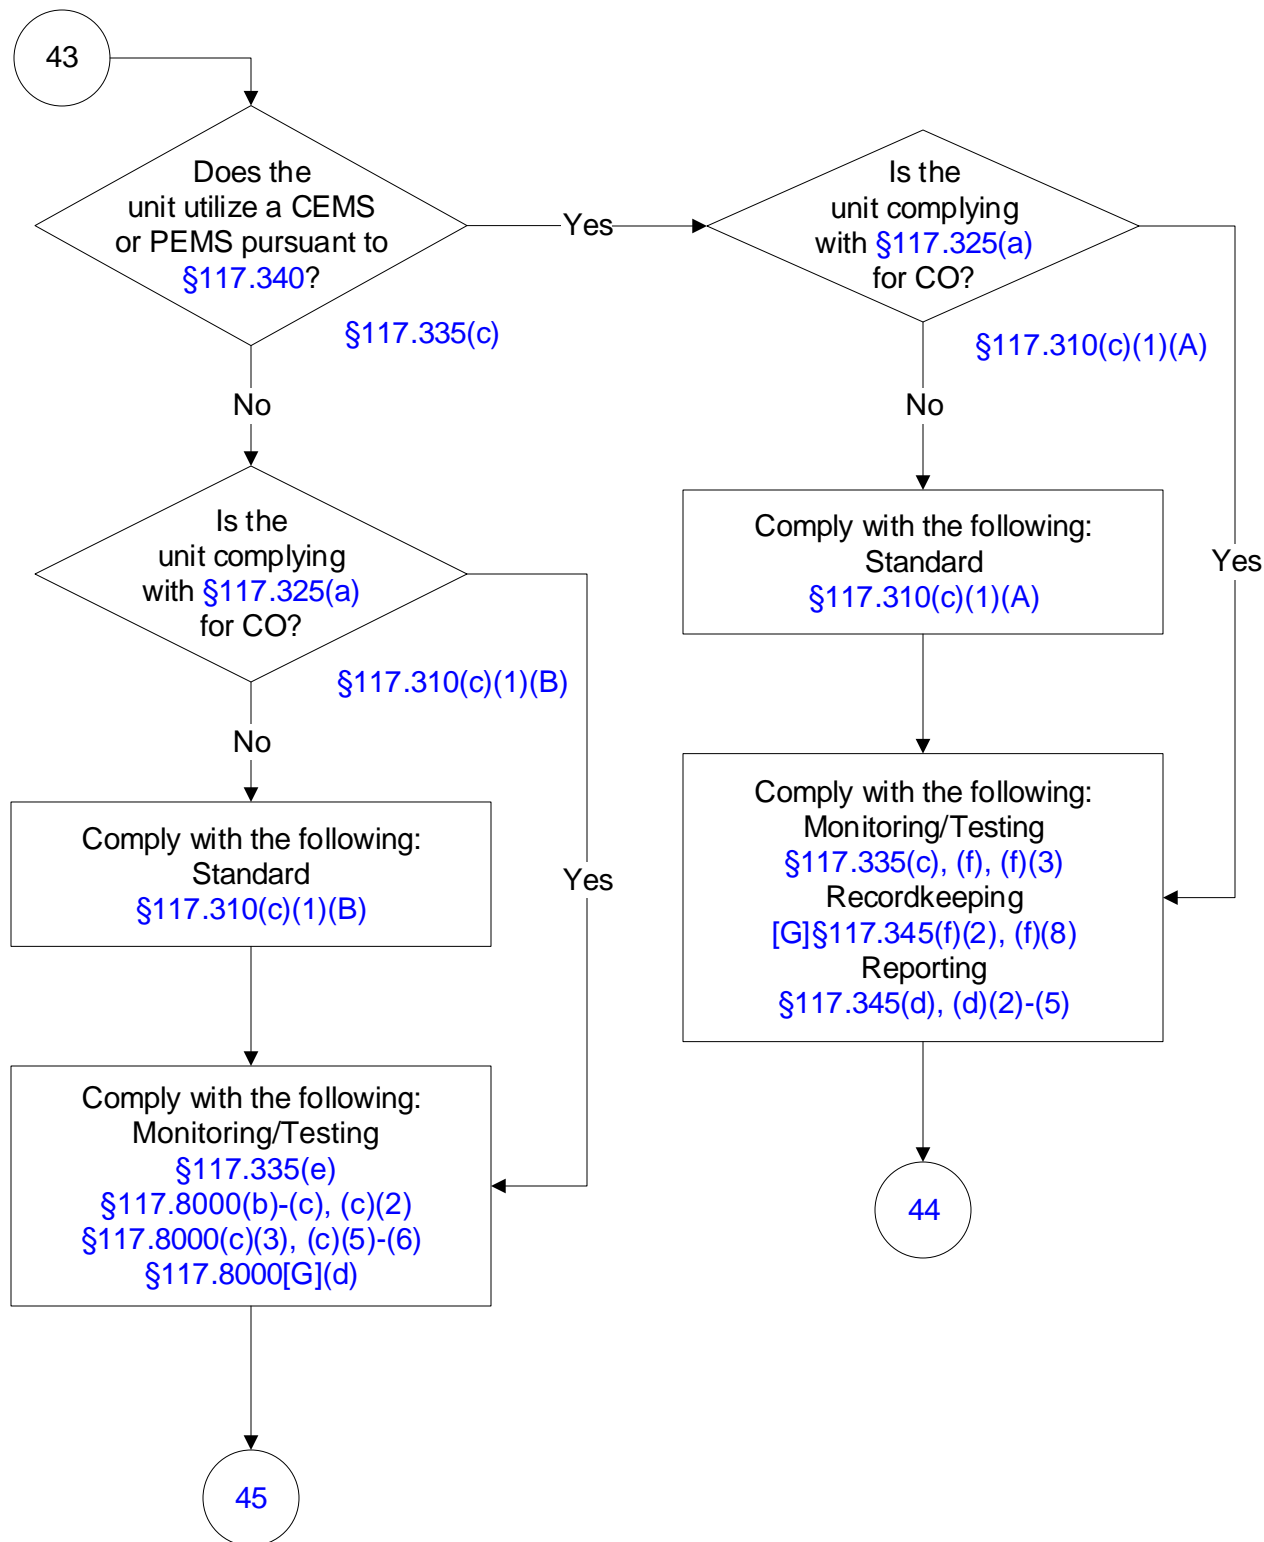 43
Does the
unit utilize a CEMS
or PEMS pursuant to
§117.340?
§117.335(c)
Yes
Is the
unit complying
with §117.325(a)
for CO?
§117.310(c)(1)(A)
No
Comply with the following:
Standard
§117.310(c)(1)(A)
Yes
Comply with the following:
Monitoring/Testing
§117.335(c), (f), (f)(3)
Recordkeeping
[G]§117.345(f)(2), (f)(8)
Reporting
§117.345(d), (d)(2)-(5)
44
No
Is the
unit complying
with §117.325(a)
for CO?
§117.310(c)(1)(B)
No
Comply with the following:
Standard
§117.310(c)(1)(B)
Yes
Comply with the following:
Monitoring/Testing
§117.335(e)
§117.8000(b)-(c), (c)(2)
§117.8000(c)(3), (c)(5)-(6)
§117.8000[G](d)
45